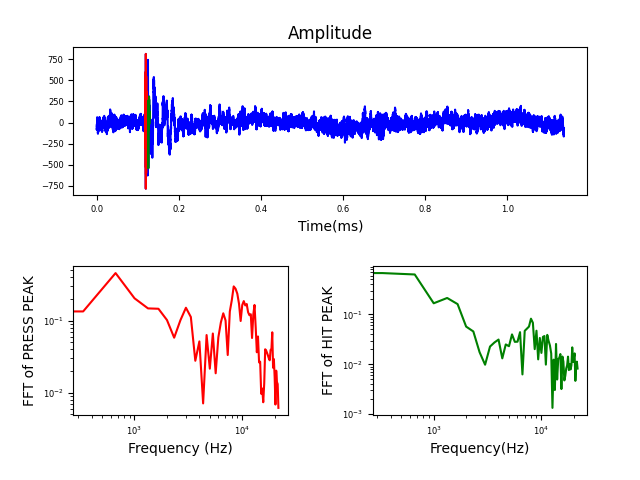 Amplitude
750
500
250
0
−250
−500
−750
0.0 0.2 0.4 0.6 0.8 1.0
Time(ms)
FFT of PRESS PEAK
10⁻¹
10⁻²
10³ 10⁴
Frequency (Hz)
FFT of HIT PEAK
10⁻¹
10⁻²
10⁻³
10³ 10⁴
Frequency(Hz)